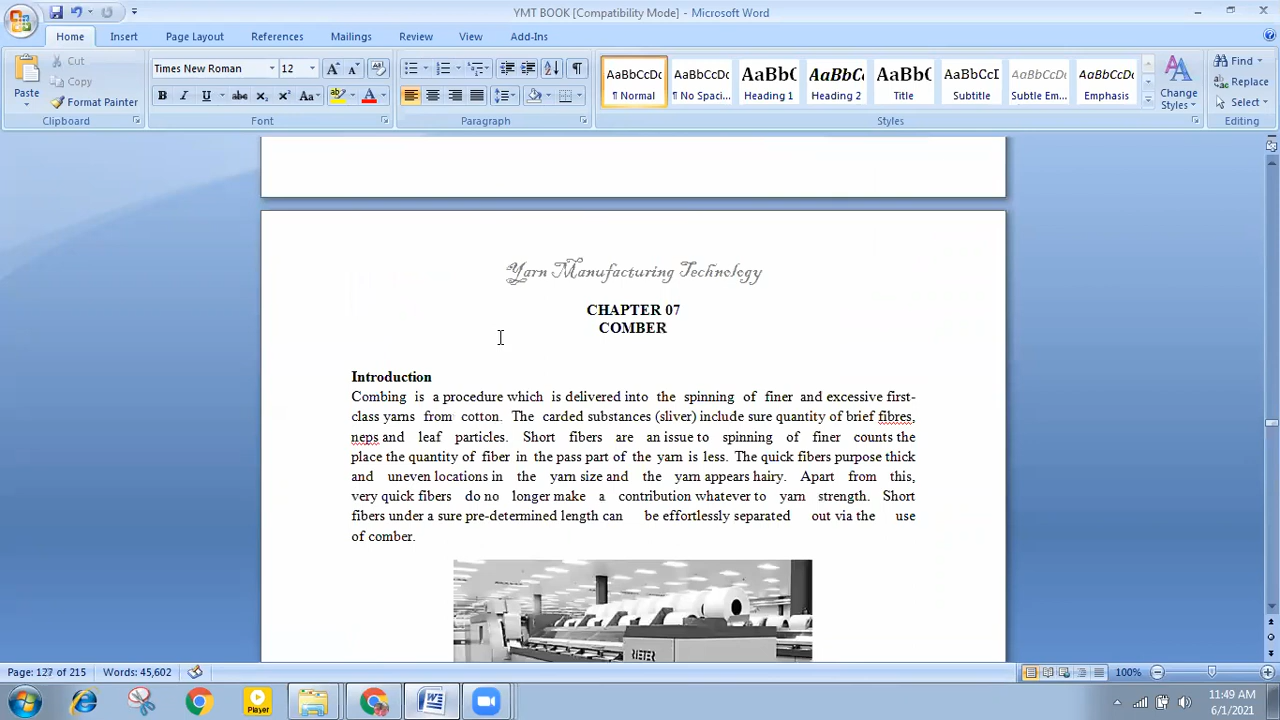 YMT BOOK [Compatibility Mode] - Microsoft Word
Home Insert Page Layout References Mailings Review View Add-Ins
Paste
Cut
Copy
Format Painter
Clipboard
Times New Roman 12
B I U abc X₂ X² Aa A
Font
Paragraph
AaBbCcDc AaBbCcDc AaBbC AaBbCc AaBbC AaBbCcI AaBbCcDc AaBbCcDc
¶ Normal ¶ No Spaci... Heading 1 Heading 2 Title Subtitle Subtle Em... Emphasis
Change
Styles
Styles
Find
Replace
Select
Editing
Yarn Manufacturing Technology
CHAPTER 07
COMBER
Introduction
Combing is a procedure which is delivered into the spinning of finer and excessive first-
class yarns from cotton. The carded substances (sliver) include sure quantity of brief fibres,
neps and leaf particles. Short fibers are an issue to spinning of finer counts the
place the quantity of fiber in the pass part of the yarn is less. The quick fibers purpose thick
and uneven locations in the yarn size and the yarn appears hairy. Apart from this,
very quick fibers do no longer make a contribution whatever to yarn strength. Short
fibers under a sure pre-determined length can be effortlessly separated out via the use
of comber.
RIETER
Page: 127 of 215 Words: 45,602 100%
Player
11:49 AM
6/1/2021